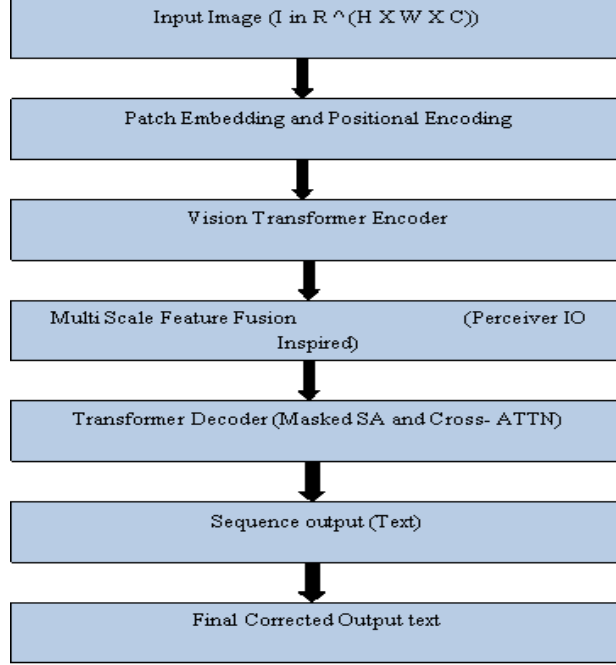 Input Image (I in R ^ (H X W X C))
Patch Embedding and Positional Encoding
Vision Transformer Encoder
Multi Scale Feature Fusion (Perceiver IO
Inspired)
Transformer Decoder (Masked SA and Cross- ATTN)
Sequence output (Text)
Final Corrected Output text